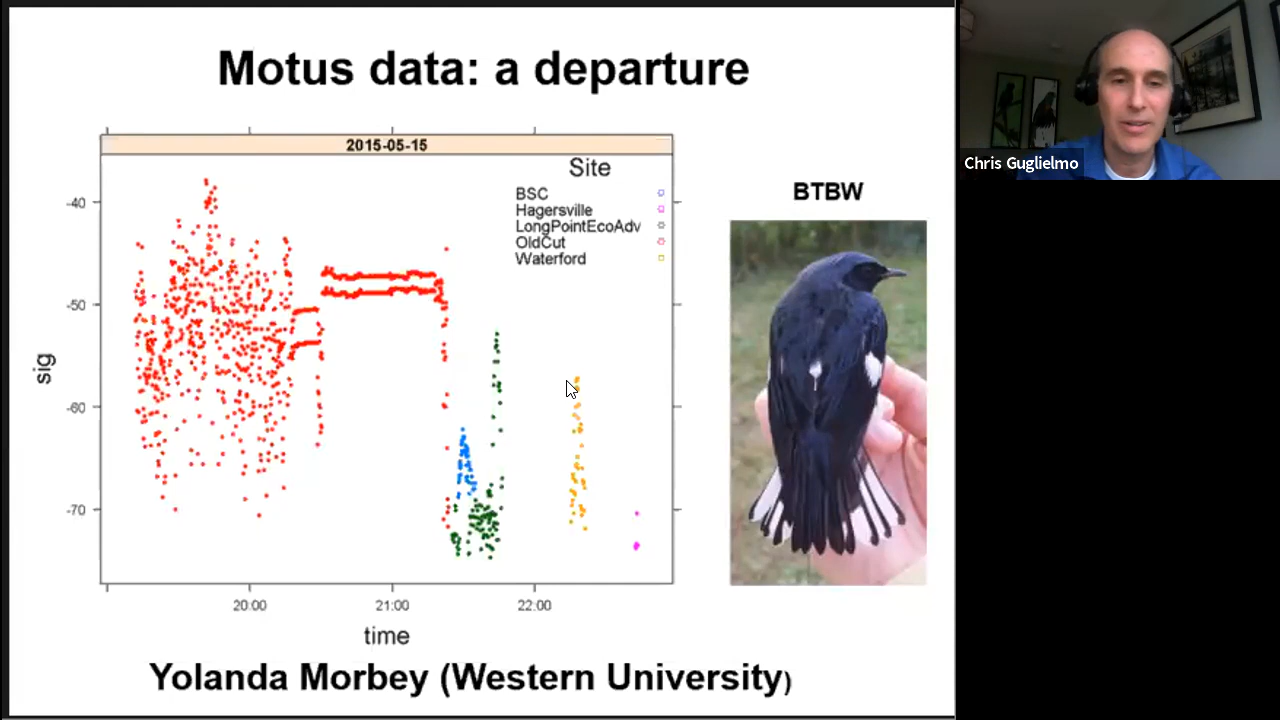 Motus data: a departure
2015-05-15
Site
BSC
Hagersville
LongPointEcoAdv
OldCut
Waterford
-40
-50
-60
-70
sig
20:00
21:00
22:00
time
BTBW
Yolanda Morbey (Western University)
Chris Guglielmo